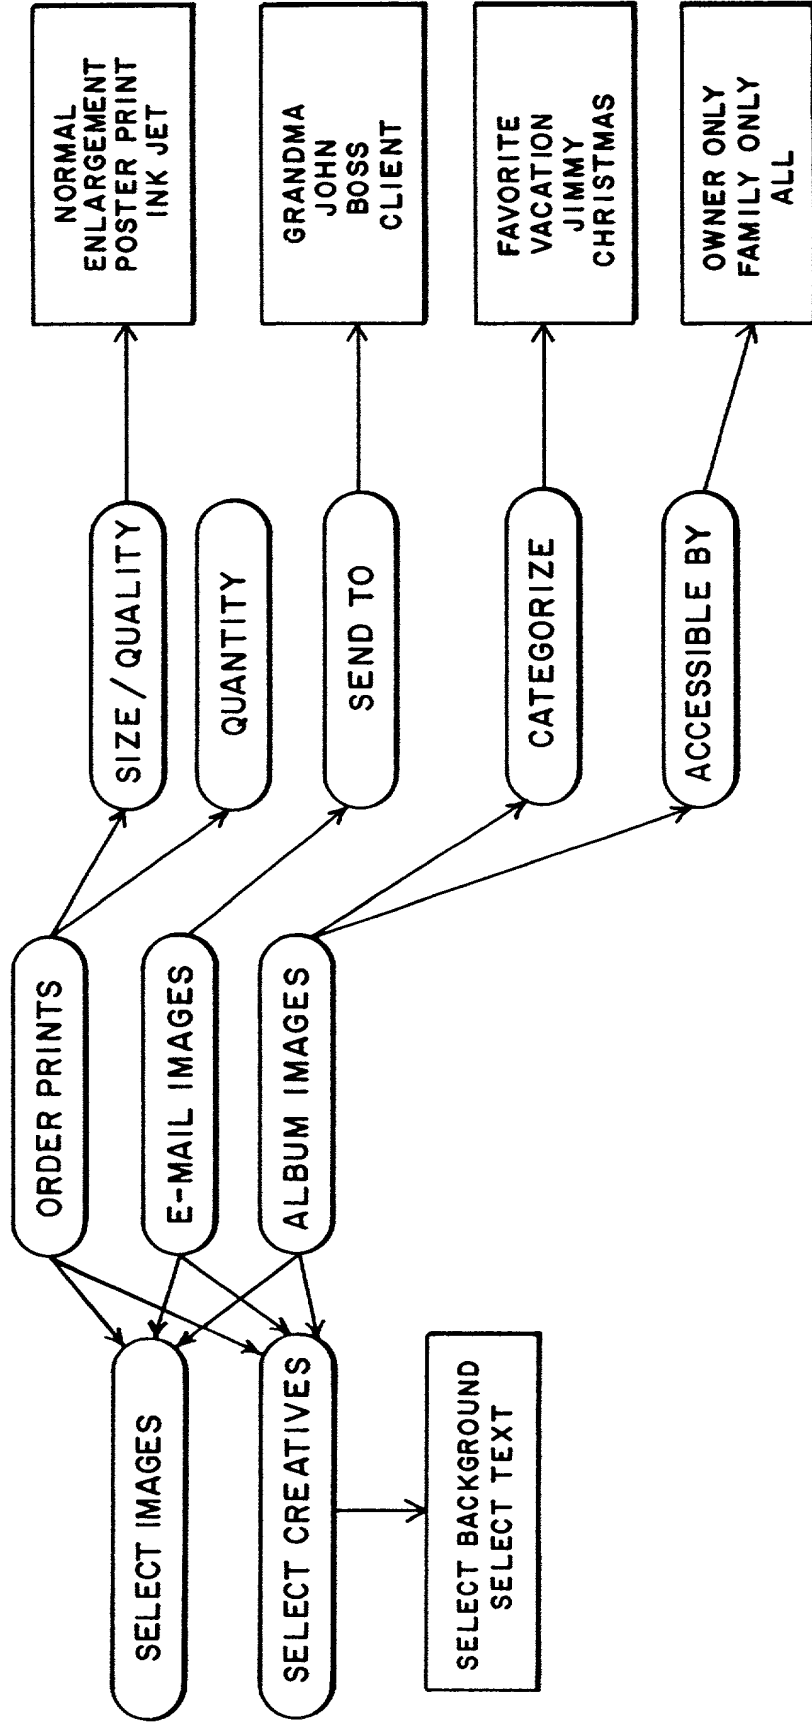 SELECT IMAGES
SELECT CREATIVES
SELECT BACKGROUND
SELECT TEXT
ORDER PRINTS
E-MAIL IMAGES
ALBUM IMAGES
SIZE / QUALITY
QUANTITY
SEND TO
CATEGORIZE
ACCESSIBLE BY
NORMAL
ENLARGEMENT
POSTER PRINT
INK JET
GRANDMA
JOHN
BOSS
CLIENT
FAVORITE
VACATION
JIMMY
CHRISTMAS
OWNER ONLY
FAMILY ONLY
ALL